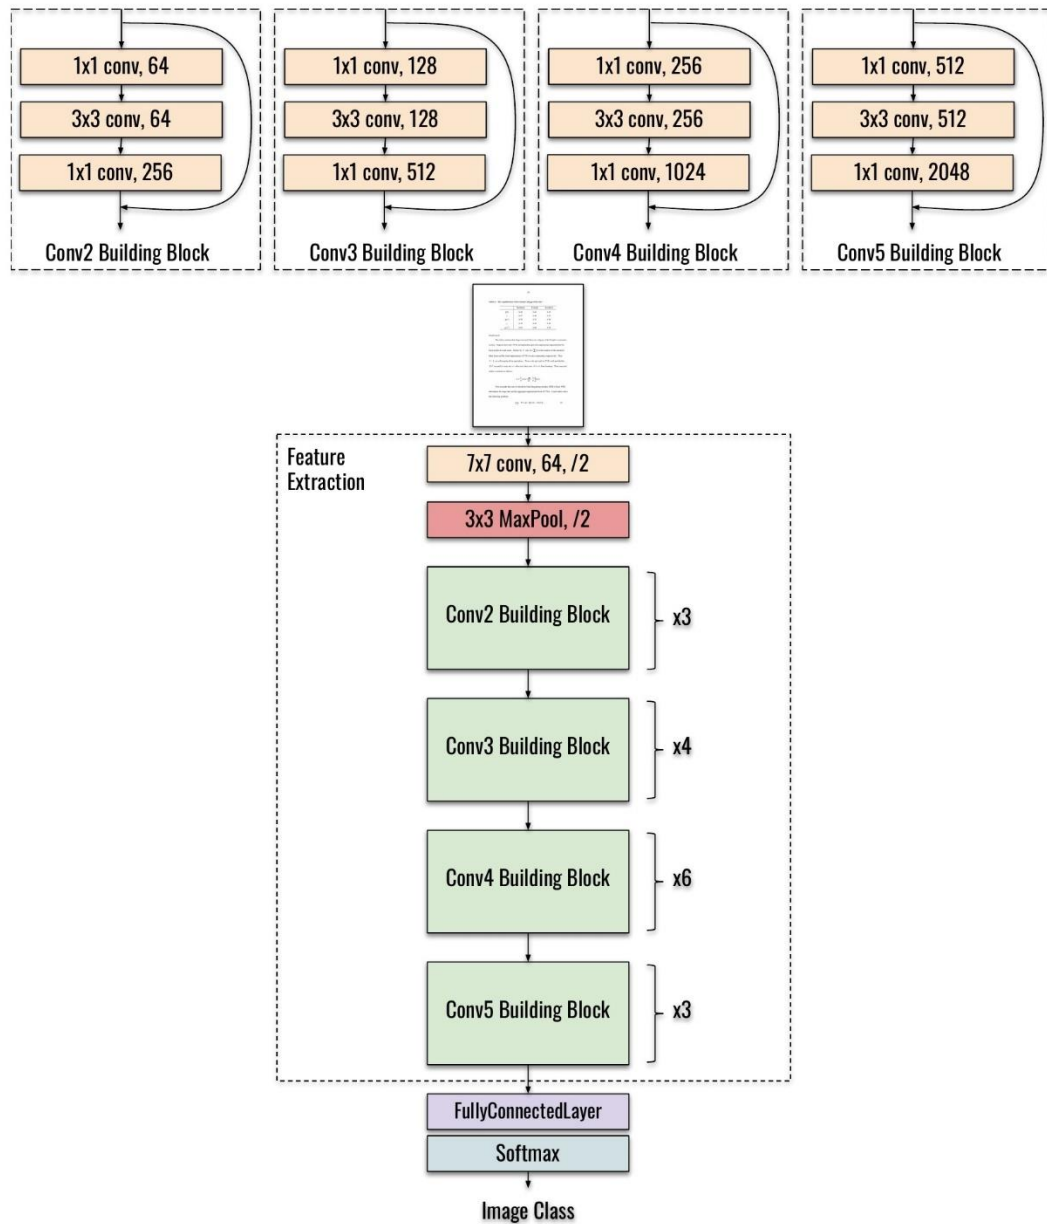 1x1 conv, 64
3x3 conv, 64
1x1 conv, 256
Conv2 Building Block
1x1 conv, 128
3x3 conv, 128
1x1 conv, 512
Conv3 Building Block
1x1 conv, 256
3x3 conv, 256
1x1 conv, 1024
Conv4 Building Block
1x1 conv, 512
3x3 conv, 512
1x1 conv, 2048
Conv5 Building Block
Feature
Extraction
7x7 conv, 64, /2
3x3 MaxPool, /2
Conv2 Building Block
x3
Conv3 Building Block
x4
Conv4 Building Block
x6
Conv5 Building Block
x3
FullyConnectedLayer
Softmax
Image Class